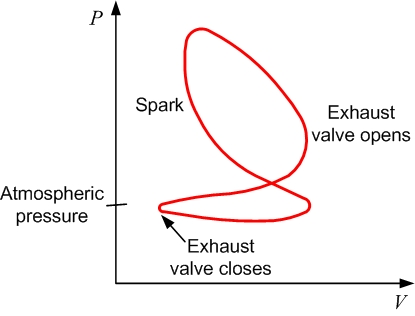 P
Spark
Exhaust
valve opens
Atmospheric
pressure
Exhaust
valve closes
V